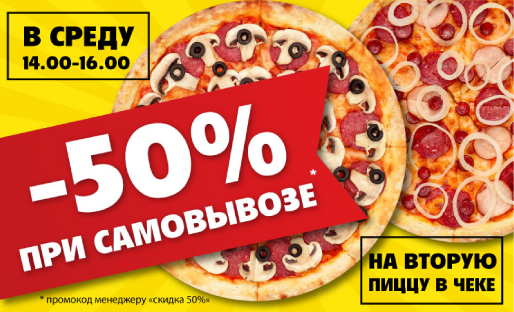 В СРЕДУ
14.00-16.00
-50%*
ПРИ САМОВЫВОЗЕ
НА ВТОРУЮ
ПИЦЦУ В ЧЕКЕ
* промокод менеджеру «скидка 50%»